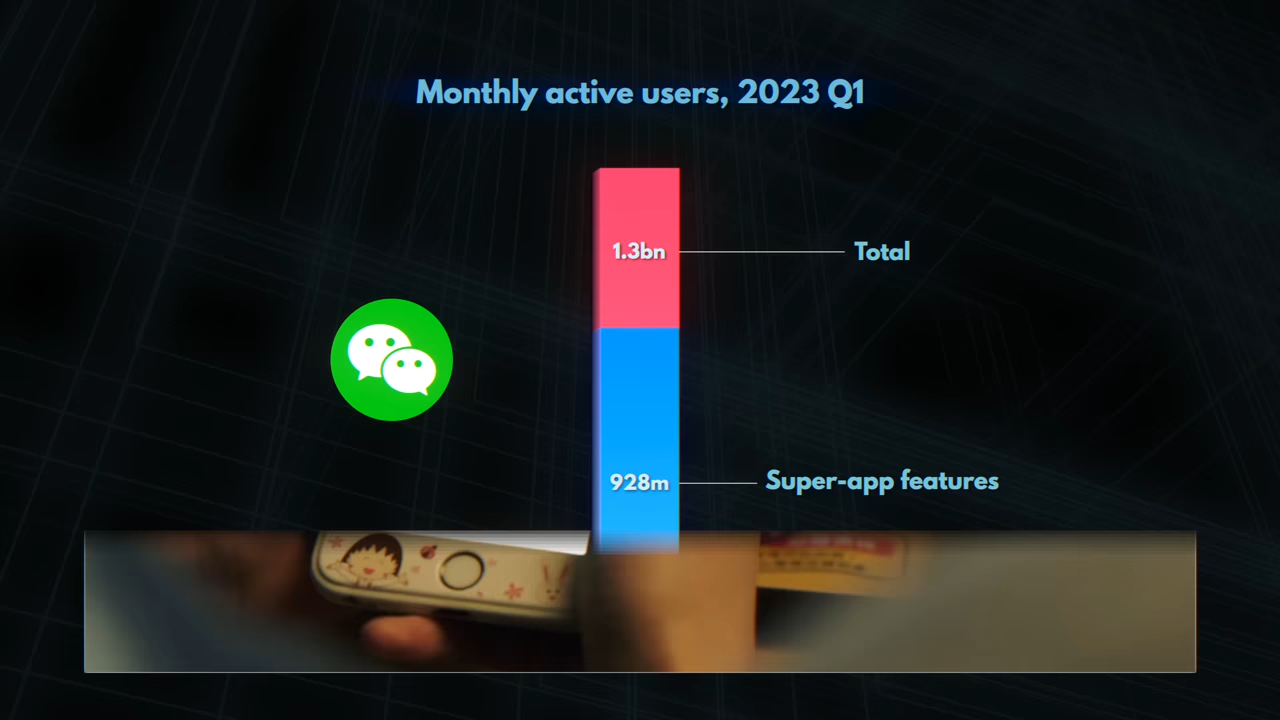 Monthly active users, 2023 Q1
1.3bn
Total
928m
Super-app features